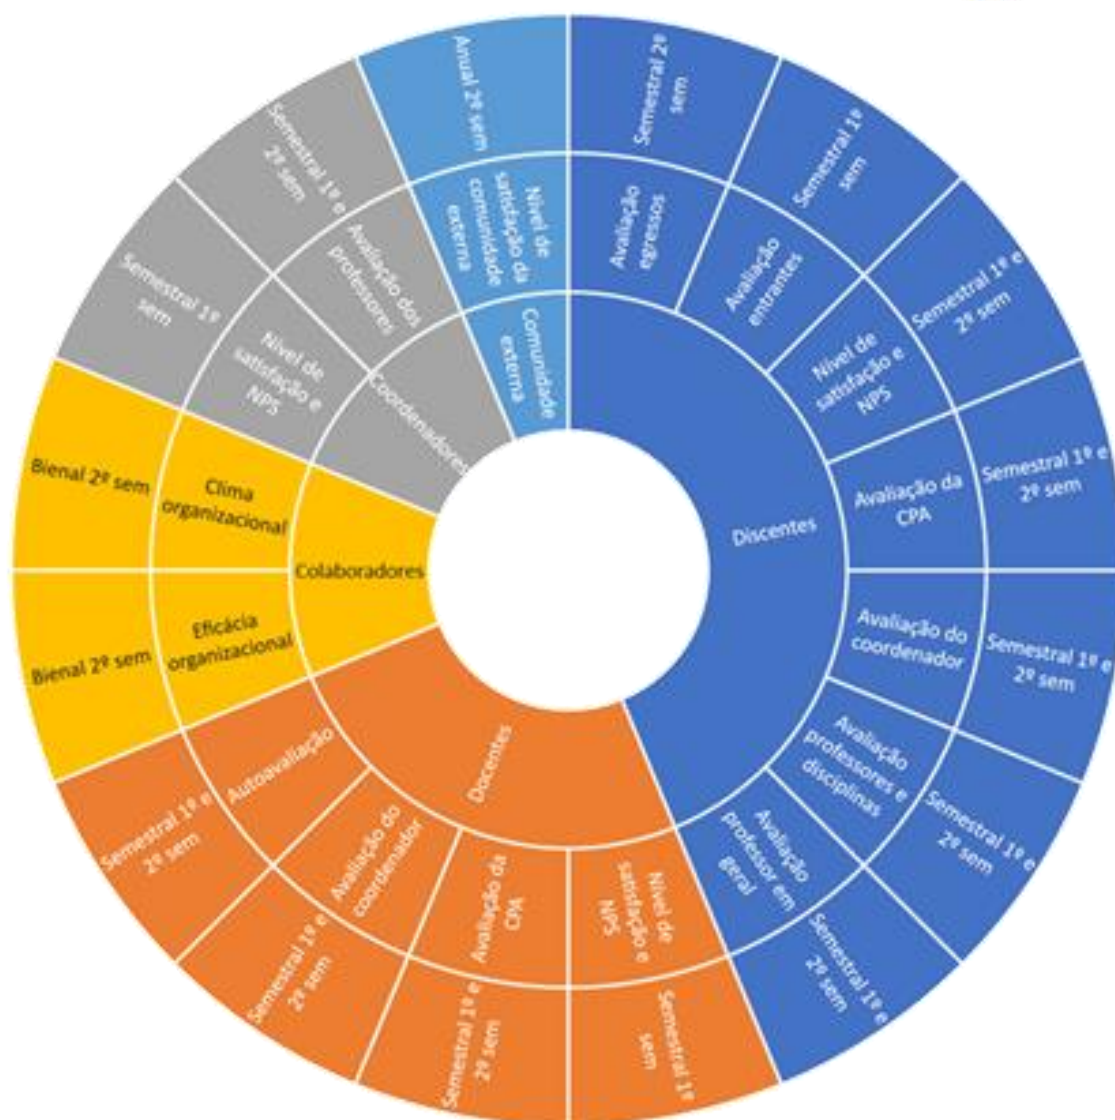 Discentes
Avaliação
egressos
Semestral 2º
sem
Avaliação
entrantes
Semestral 1º
sem
Nível de
satisfação e
NPS
Semestral 1º e
2º sem
Avaliação da
CPA
Semestral 1º e
2º sem
Avaliação do
coordenador
Semestral 1º e
2º sem
Avaliação
professores e
disciplinas
Semestral 1º e
2º sem
Avaliação
professor em
geral
Semestral 1º e
2º sem
Docentes
Nível de
satisfação e
NPS
Semestral 1º
sem
Avaliação da
CPA
Semestral 1º e
2º sem
Avaliação do
coordenador
Semestral 1º e
2º sem
Autoavaliação
Semestral 1º e
2º sem
Colaboradores
Eficácia
organizacional
Bienal 2º sem
Clima
organizacional
Bienal 2º sem
Coordenadores
Nível de
satisfação e
NPS
Semestral 1º
sem
Avaliação dos
professores
Semestral 1º e
2º sem
Comunidade
externa
Nível de
satisfação da
comunidade
externa
Anual 2º sem